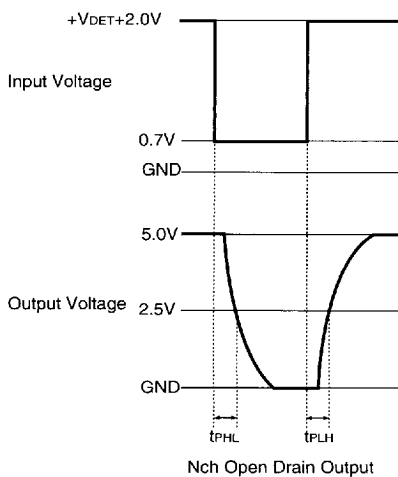 +VDET+2.0V
Input Voltage
0.7V
GND
5.0V
Output Voltage
2.5V
GND
tPHL
tPLH
Nch Open Drain Output